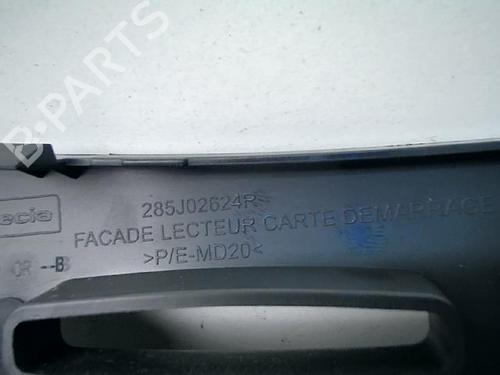 B-PARTS
285J02624R
FACADE LECTEUR CARTE DEMARRAGE
>P/E-MD20<